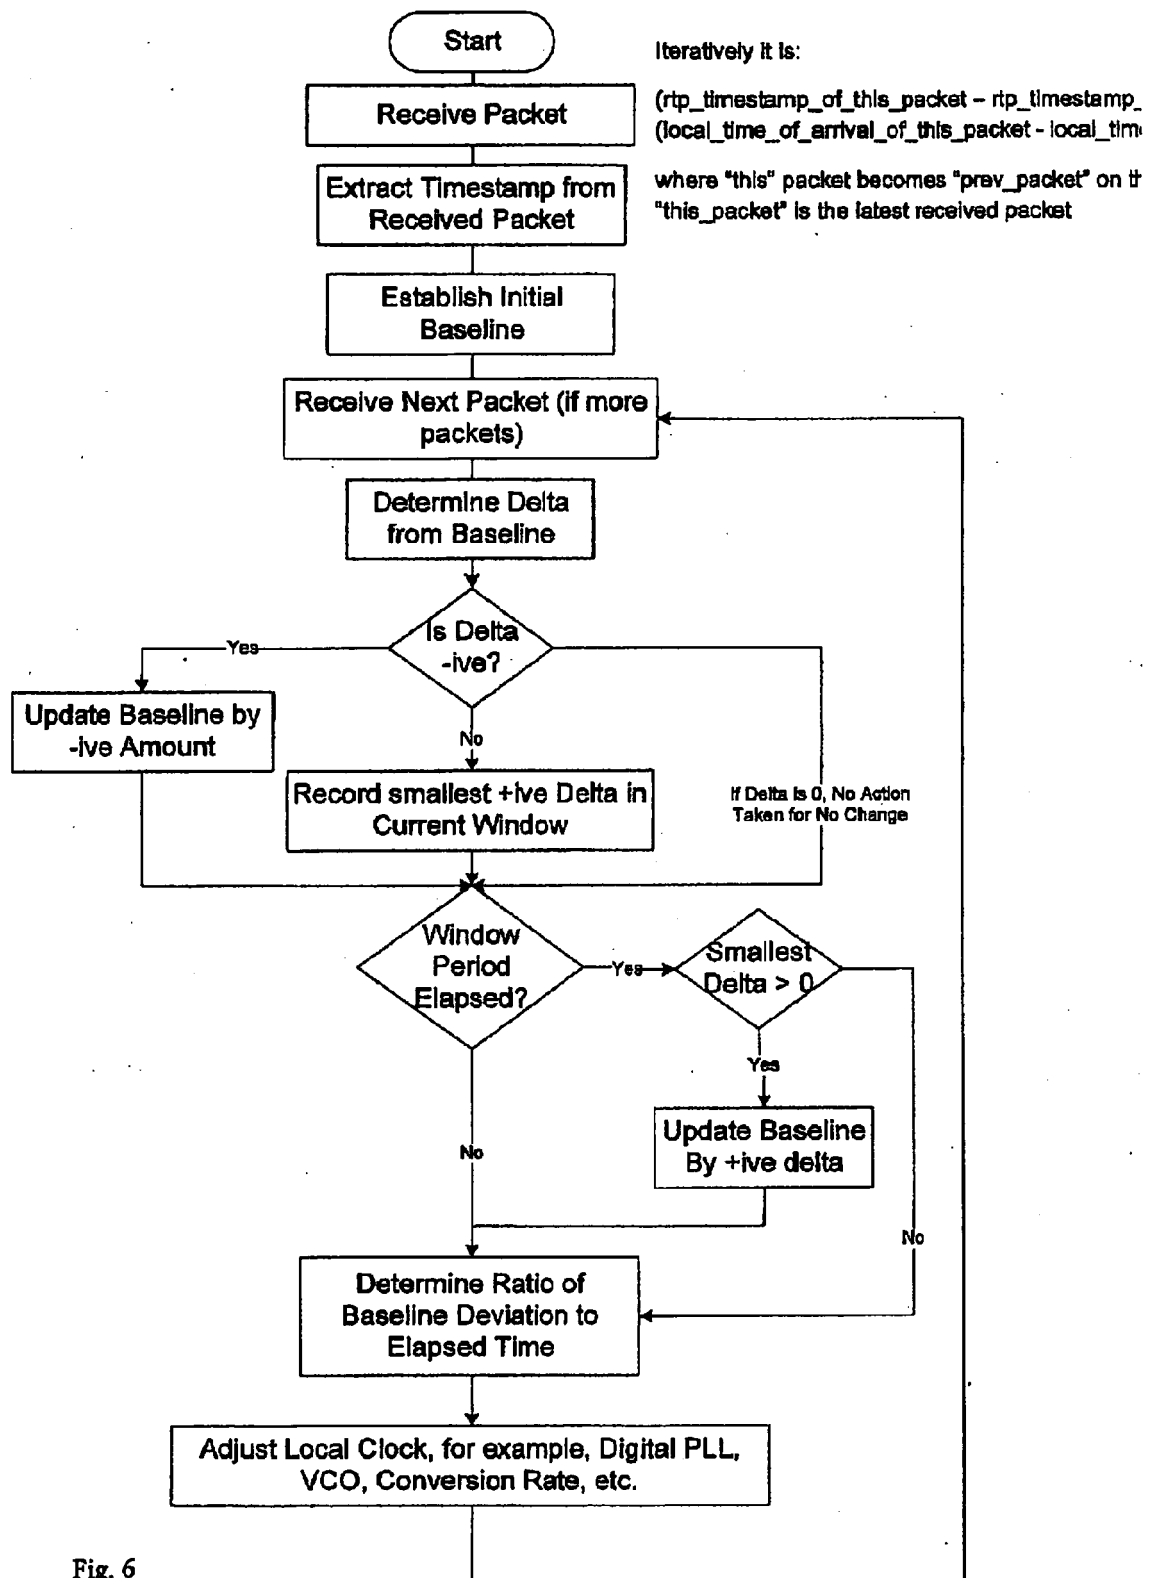 Start
Iteratively it is:
Receive Packet
(rtp_timestamp_of_this_packet – rtp_timestamp_
(local_time_of_arrival_of_this_packet - local_tim
Extract Timestamp from
Received Packet
where "this" packet becomes "prev_packet" on th
"this_packet" is the latest received packet
Establish Initial
Baseline
Receive Next Packet (if more
packets)
Determine Delta
from Baseline
Is Delta
-ive?
Yes
Update Baseline by
-ive Amount
No
Record smallest +ive Delta in
Current Window
If Delta is 0, No Action
Taken for No Change
Window
Period
Elapsed?
Yes
Smallest
Delta > 0
Yes
Update Baseline
By +ive delta
No
No
Determine Ratio of
Baseline Deviation to
Elapsed Time
Adjust Local Clock, for example, Digital PLL,
VCO, Conversion Rate, etc.
Fig. 6